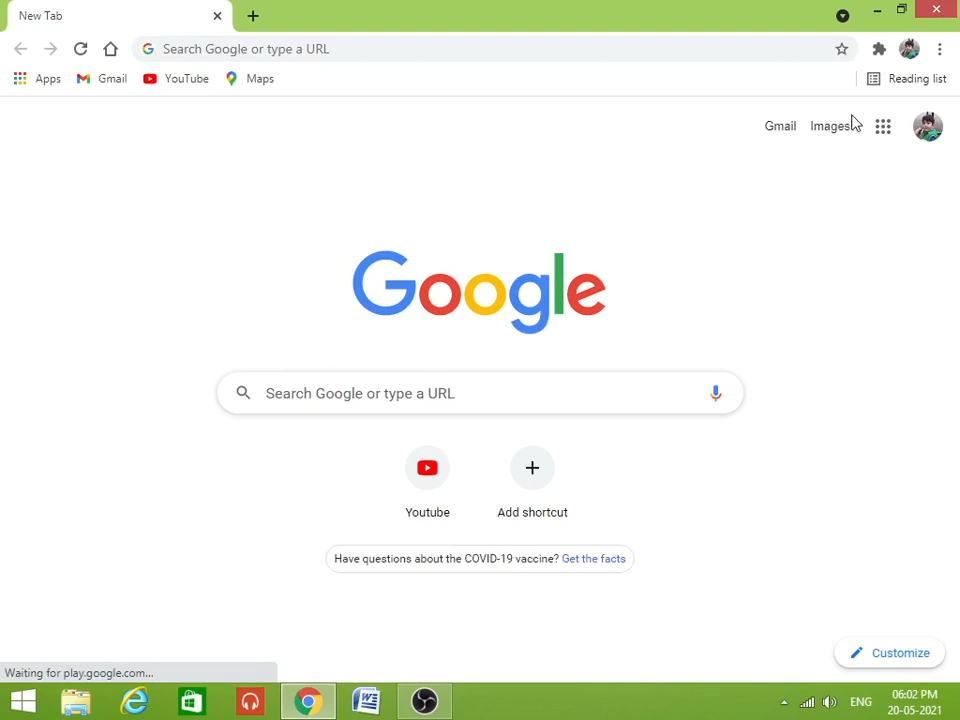 New Tab
Search Google or type a URL
Apps Gmail YouTube Maps Reading list
Gmail Images
Google
Search Google or type a URL
Youtube Add shortcut
Have questions about the COVID-19 vaccine? Get the facts
Customize
Waiting for play.google.com...
ENG 06:02 PM
20-05-2021